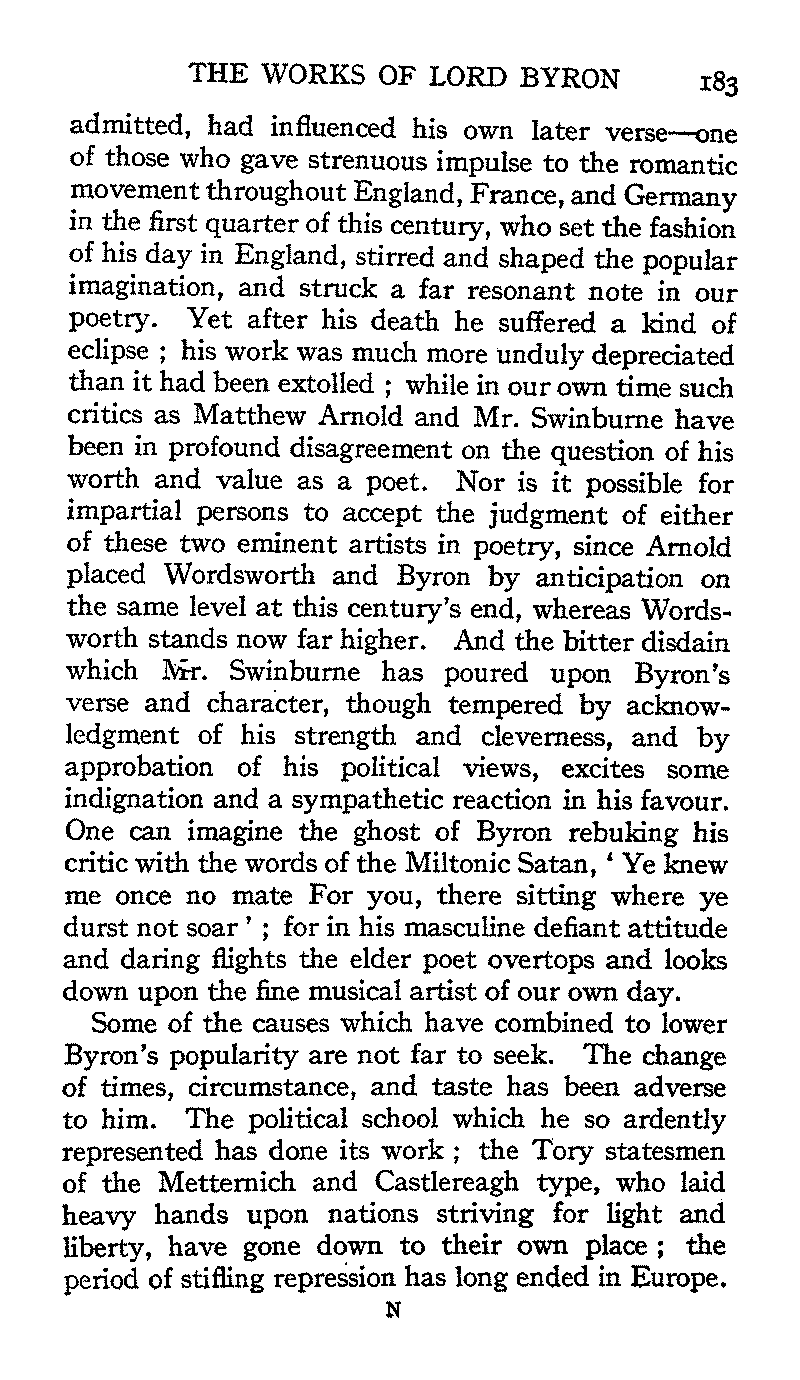 THE WORKS OF LORD BYRON 183
admitted, had influenced his own later verse—one
of those who gave strenuous impulse to the romantic
movement throughout England, France, and Germany
in the first quarter of this century, who set the fashion
of his day in England, stirred and shaped the popular
imagination, and struck a far resonant note in our
poetry. Yet after his death he suffered a kind of
eclipse ; his work was much more unduly depreciated
than it had been extolled ; while in our own time such
critics as Matthew Arnold and Mr. Swinburne have
been in profound disagreement on the question of his
worth and value as a poet. Nor is it possible for
impartial persons to accept the judgment of either
of these two eminent artists in poetry, since Arnold
placed Wordsworth and Byron by anticipation on
the same level at this century's end, whereas Words-
worth stands now far higher. And the bitter disdain
which Mr. Swinburne has poured upon Byron's
verse and character, though tempered by acknow-
ledgment of his strength and cleverness, and by
approbation of his political views, excites some
indignation and a sympathetic reaction in his favour.
One can imagine the ghost of Byron rebuking his
critic with the words of the Miltonic Satan, ‘ Ye knew
me once no mate For you, there sitting where ye
durst not soar ’ ; for in his masculine defiant attitude
and daring flights the elder poet overtops and looks
down upon the fine musical artist of our own day.
Some of the causes which have combined to lower
Byron's popularity are not far to seek. The change
of times, circumstance, and taste has been adverse
to him. The political school which he so ardently
represented has done its work ; the Tory statesmen
of the Metternich and Castlereagh type, who laid
heavy hands upon nations striving for light and
liberty, have gone down to their own place ; the
period of stifling repression has long ended in Europe.
N